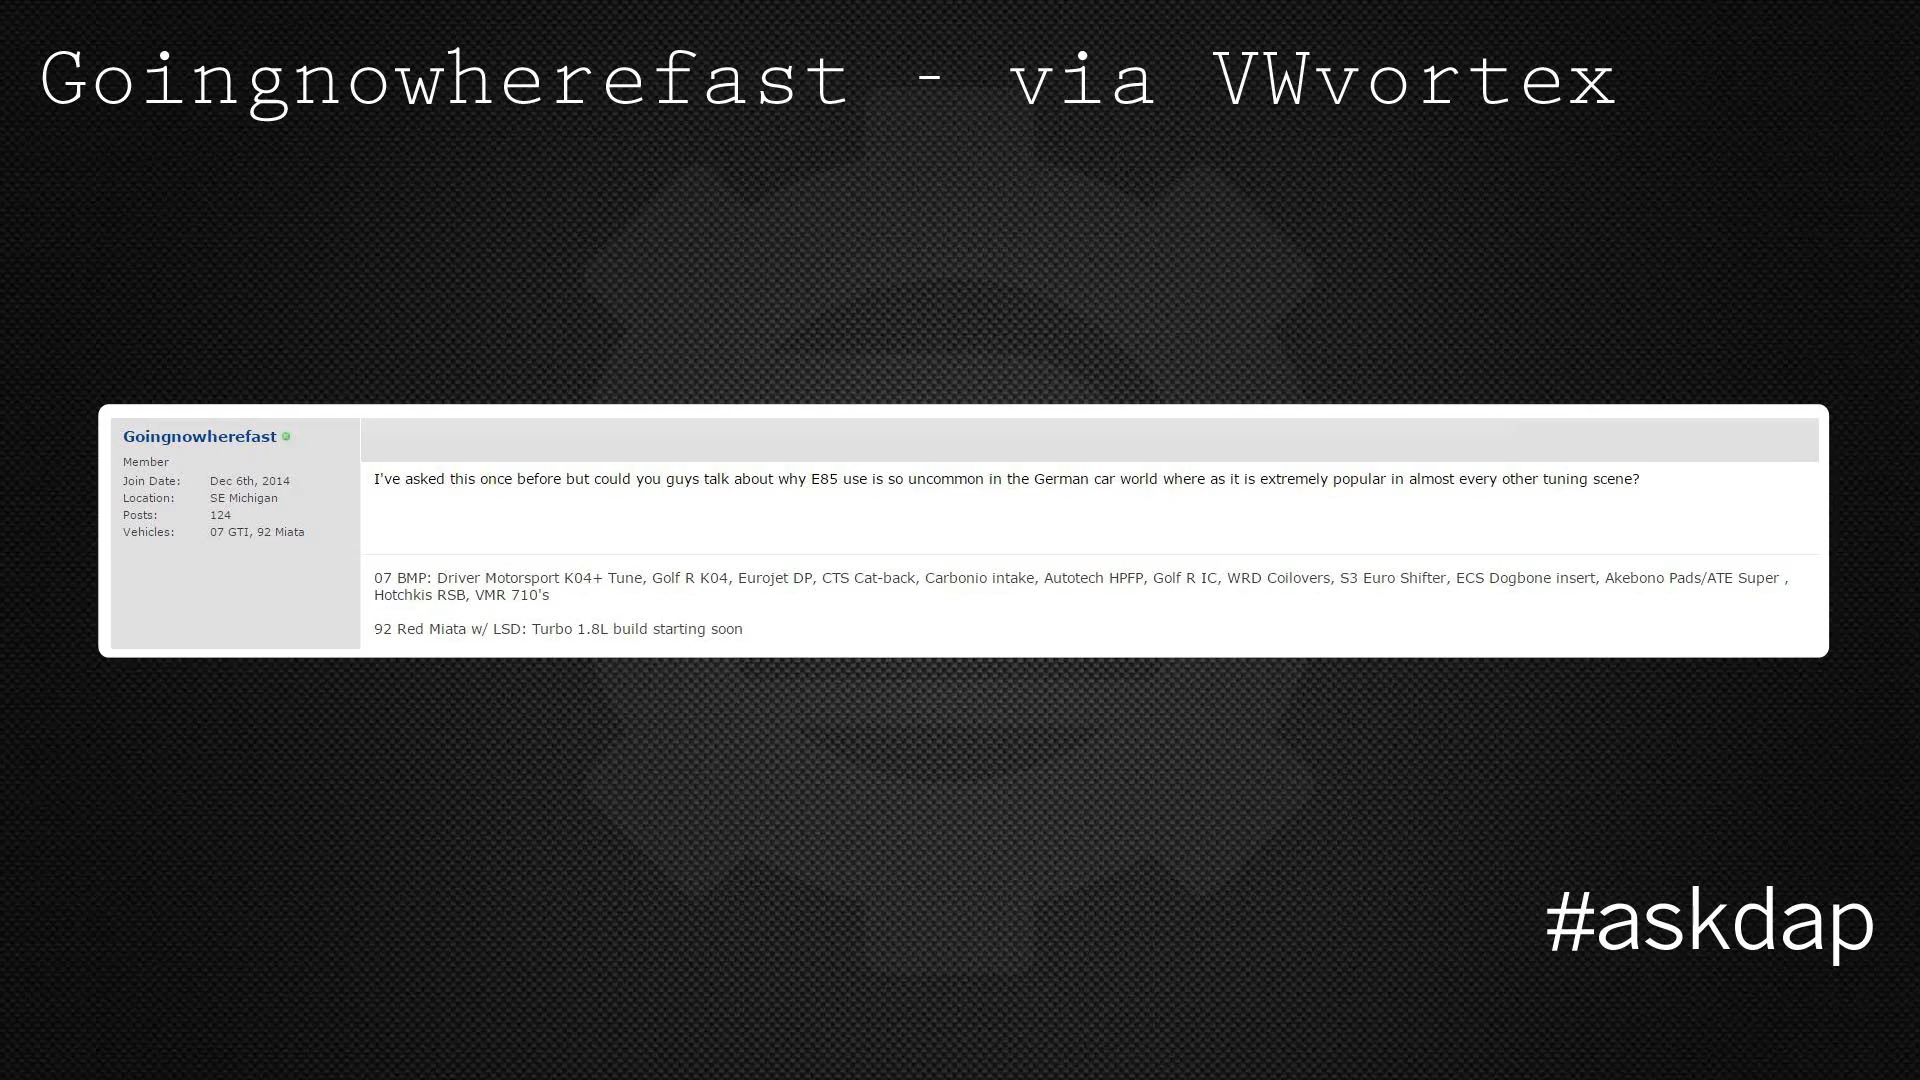 Goingnowherefast - via VWvortex
Goingnowherefast
Member
Join Date: Dec 6th, 2014
Location: SE Michigan
Posts: 124
Vehicles: 07 GTI, 92 Miata
I've asked this once before but could you guys talk about why E85 use is so uncommon in the German car world where as it is extremely popular in almost every other tuning scene?
07 BMP: Driver Motorsport K04+ Tune, Golf R K04, Eurojet DP, CTS Cat-back, Carbonio intake, Autotech HPFP, Golf R IC, WRD Coilovers, S3 Euro Shifter, ECS Dogbone insert, Akebono Pads/ATE Super ,
Hotchkis RSB, VMR 710's
92 Red Miata w/ LSD: Turbo 1.8L build starting soon
#askdap